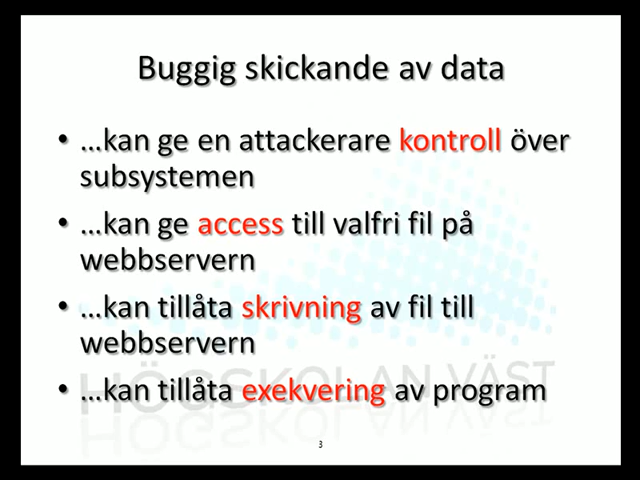 Buggig skickande av data
• …kan ge en attackerare kontroll över
subsystemen
• …kan ge access till valfri fil på
webbservern
• …kan tillåta skrivning av fil till
webbservern
• …kan tillåta exekvering av program
HÖGSKOLAN VÄST
3